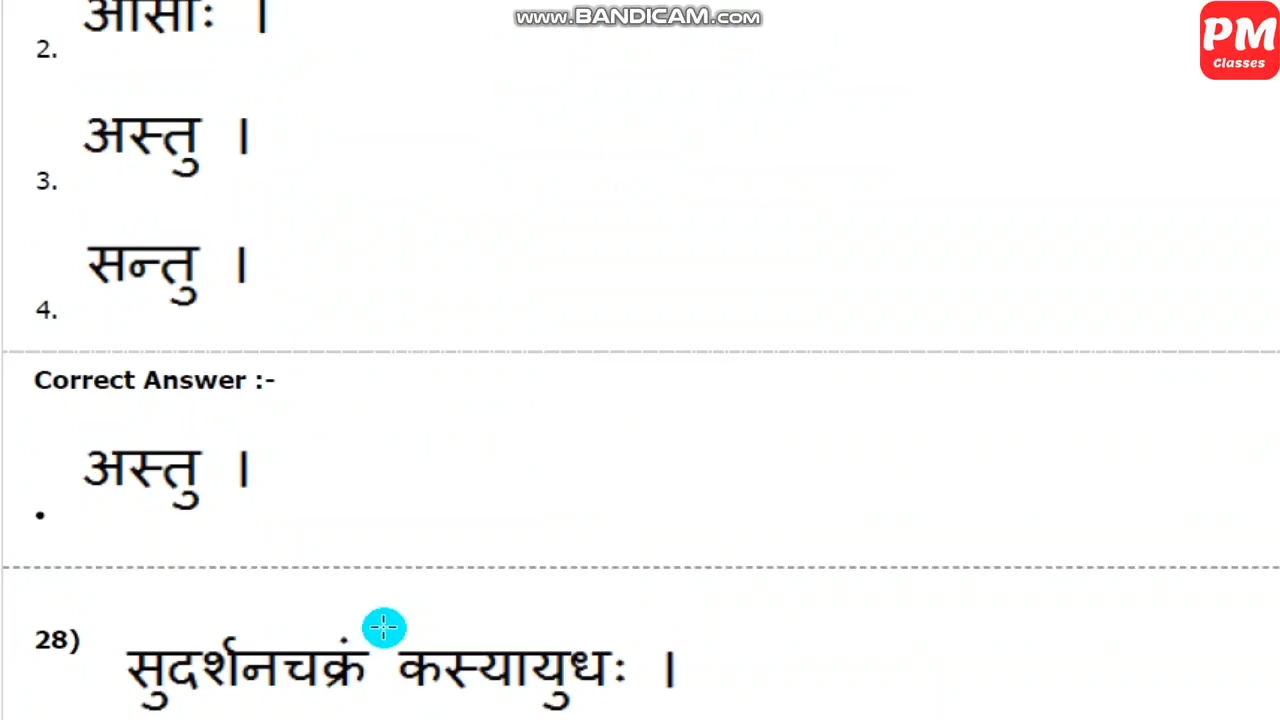 www.BANDICAM.com
PM
Classes
2. आसीः ।
3. अस्तु ।
4. सन्तु ।
Correct Answer :-
• अस्तु ।
28) सुदर्शनचक्रं कस्यायुधः ।